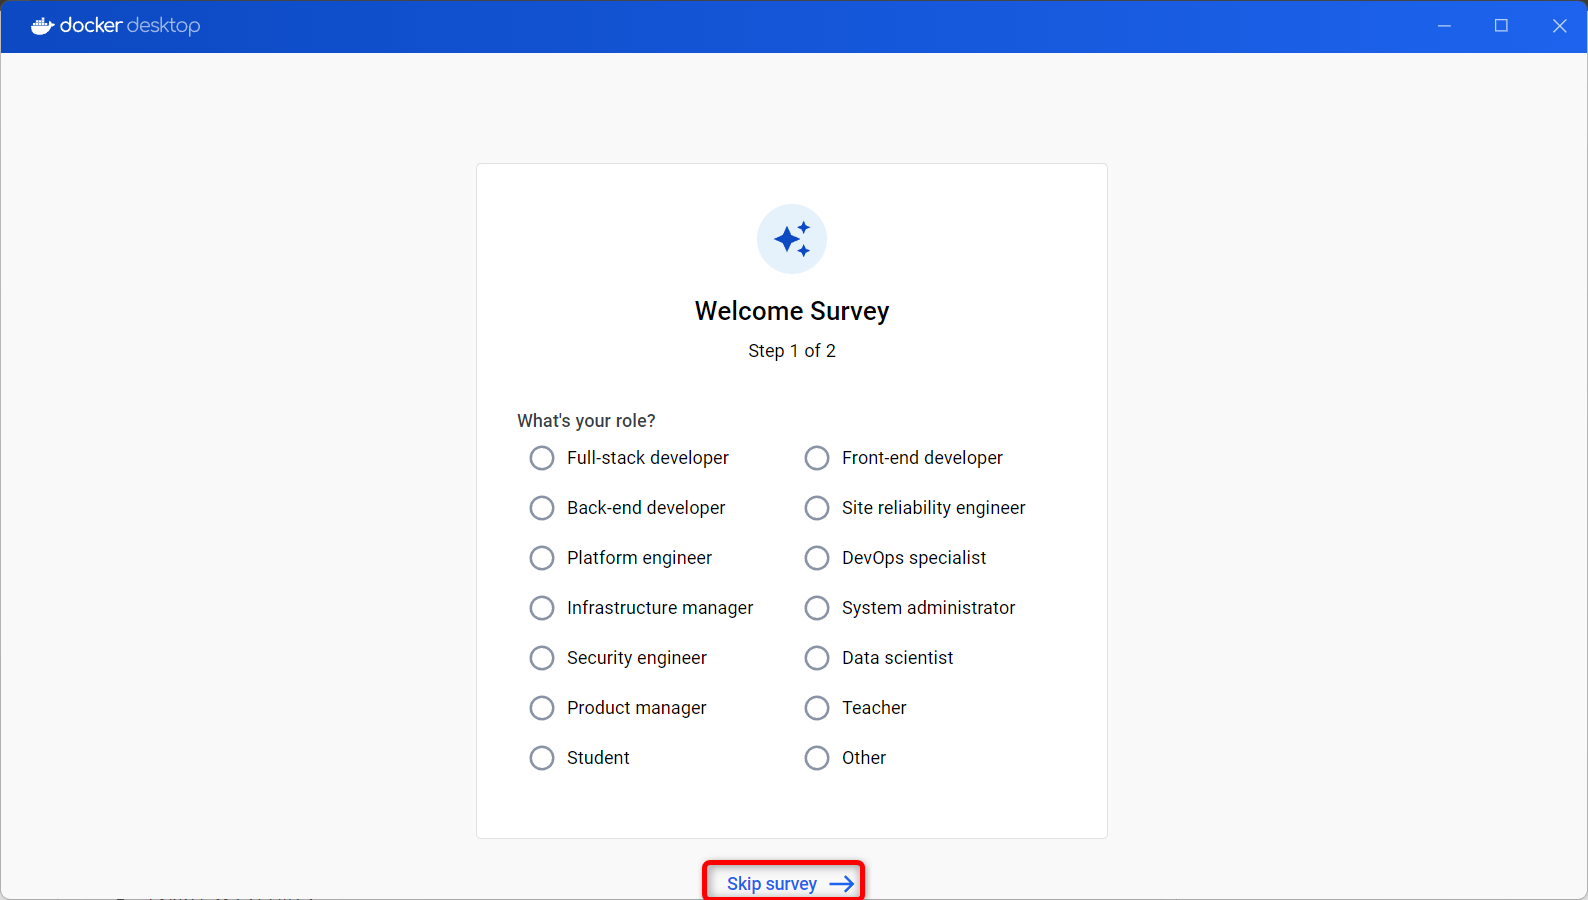 docker desktop
Welcome Survey
Step 1 of 2
What's your role?
Full-stack developer
Front-end developer
Back-end developer
Site reliability engineer
Platform engineer
DevOps specialist
Infrastructure manager
System administrator
Security engineer
Data scientist
Product manager
Teacher
Student
Other
Skip survey